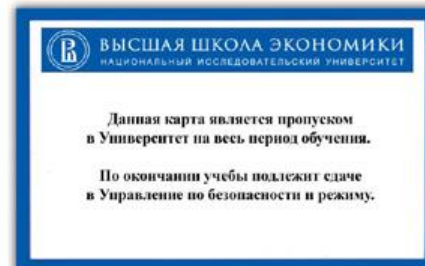 ВЫСШАЯ ШКОЛА ЭКОНОМИКИ
НАЦИОНАЛЬНЫЙ ИССЛЕДОВАТЕЛЬСКИЙ УНИВЕРСИТЕТ
Данная карта является пропуском
в Университет на весь период обучения.
По окончании учебы подлежит сдаче
в Управление по безопасности и режиму.